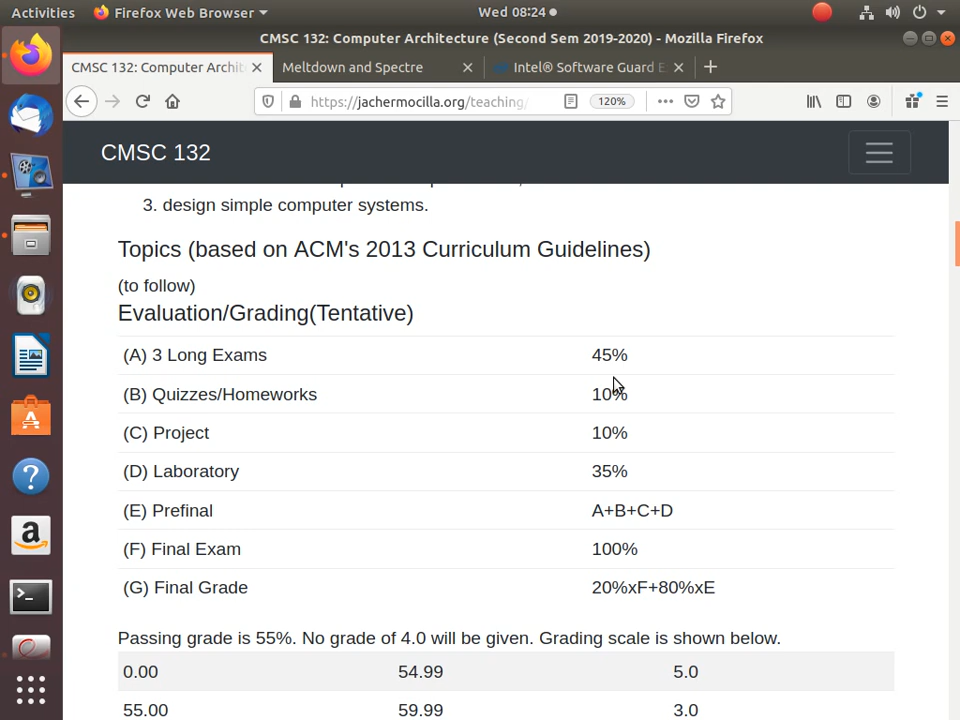 Activities
Firefox Web Browser
Wed 08:24
CMSC 132: Computer Architecture (Second Sem 2019-2020) - Mozilla Firefox
CMSC 132: Computer Archit
Meltdown and Spectre
Intel® Software Guard E
https://jachermocilla.org/teaching/
120%
CMSC 132
3. design simple computer systems.
Topics (based on ACM's 2013 Curriculum Guidelines)
(to follow)
Evaluation/Grading(Tentative)
(A) 3 Long Exams 45%
(B) Quizzes/Homeworks 10%
(C) Project 10%
(D) Laboratory 35%
(E) Prefinal A+B+C+D
(F) Final Exam 100%
(G) Final Grade 20%xF+80%xE
Passing grade is 55%. No grade of 4.0 will be given. Grading scale is shown below.
0.00 54.99 5.0
55.00 59.99 3.0